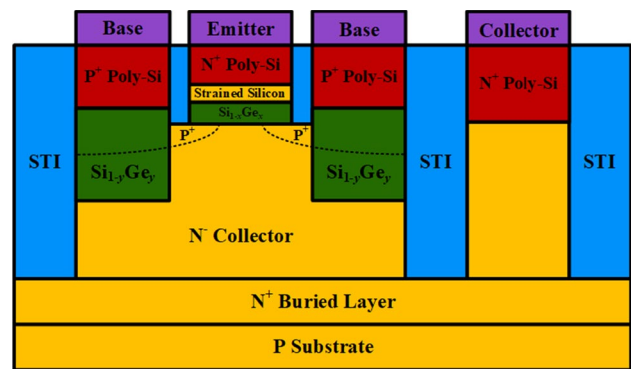 Base Emitter Base Collector
P⁺ Poly-Si N⁺ Poly-Si P⁺ Poly-Si N⁺ Poly-Si
Strained Silicon
Si₁₋ₓGeₓ
P⁺ P⁺
STI Si₁₋yGey Si₁₋yGey STI STI
N⁻ Collector
N⁺ Buried Layer
P Substrate